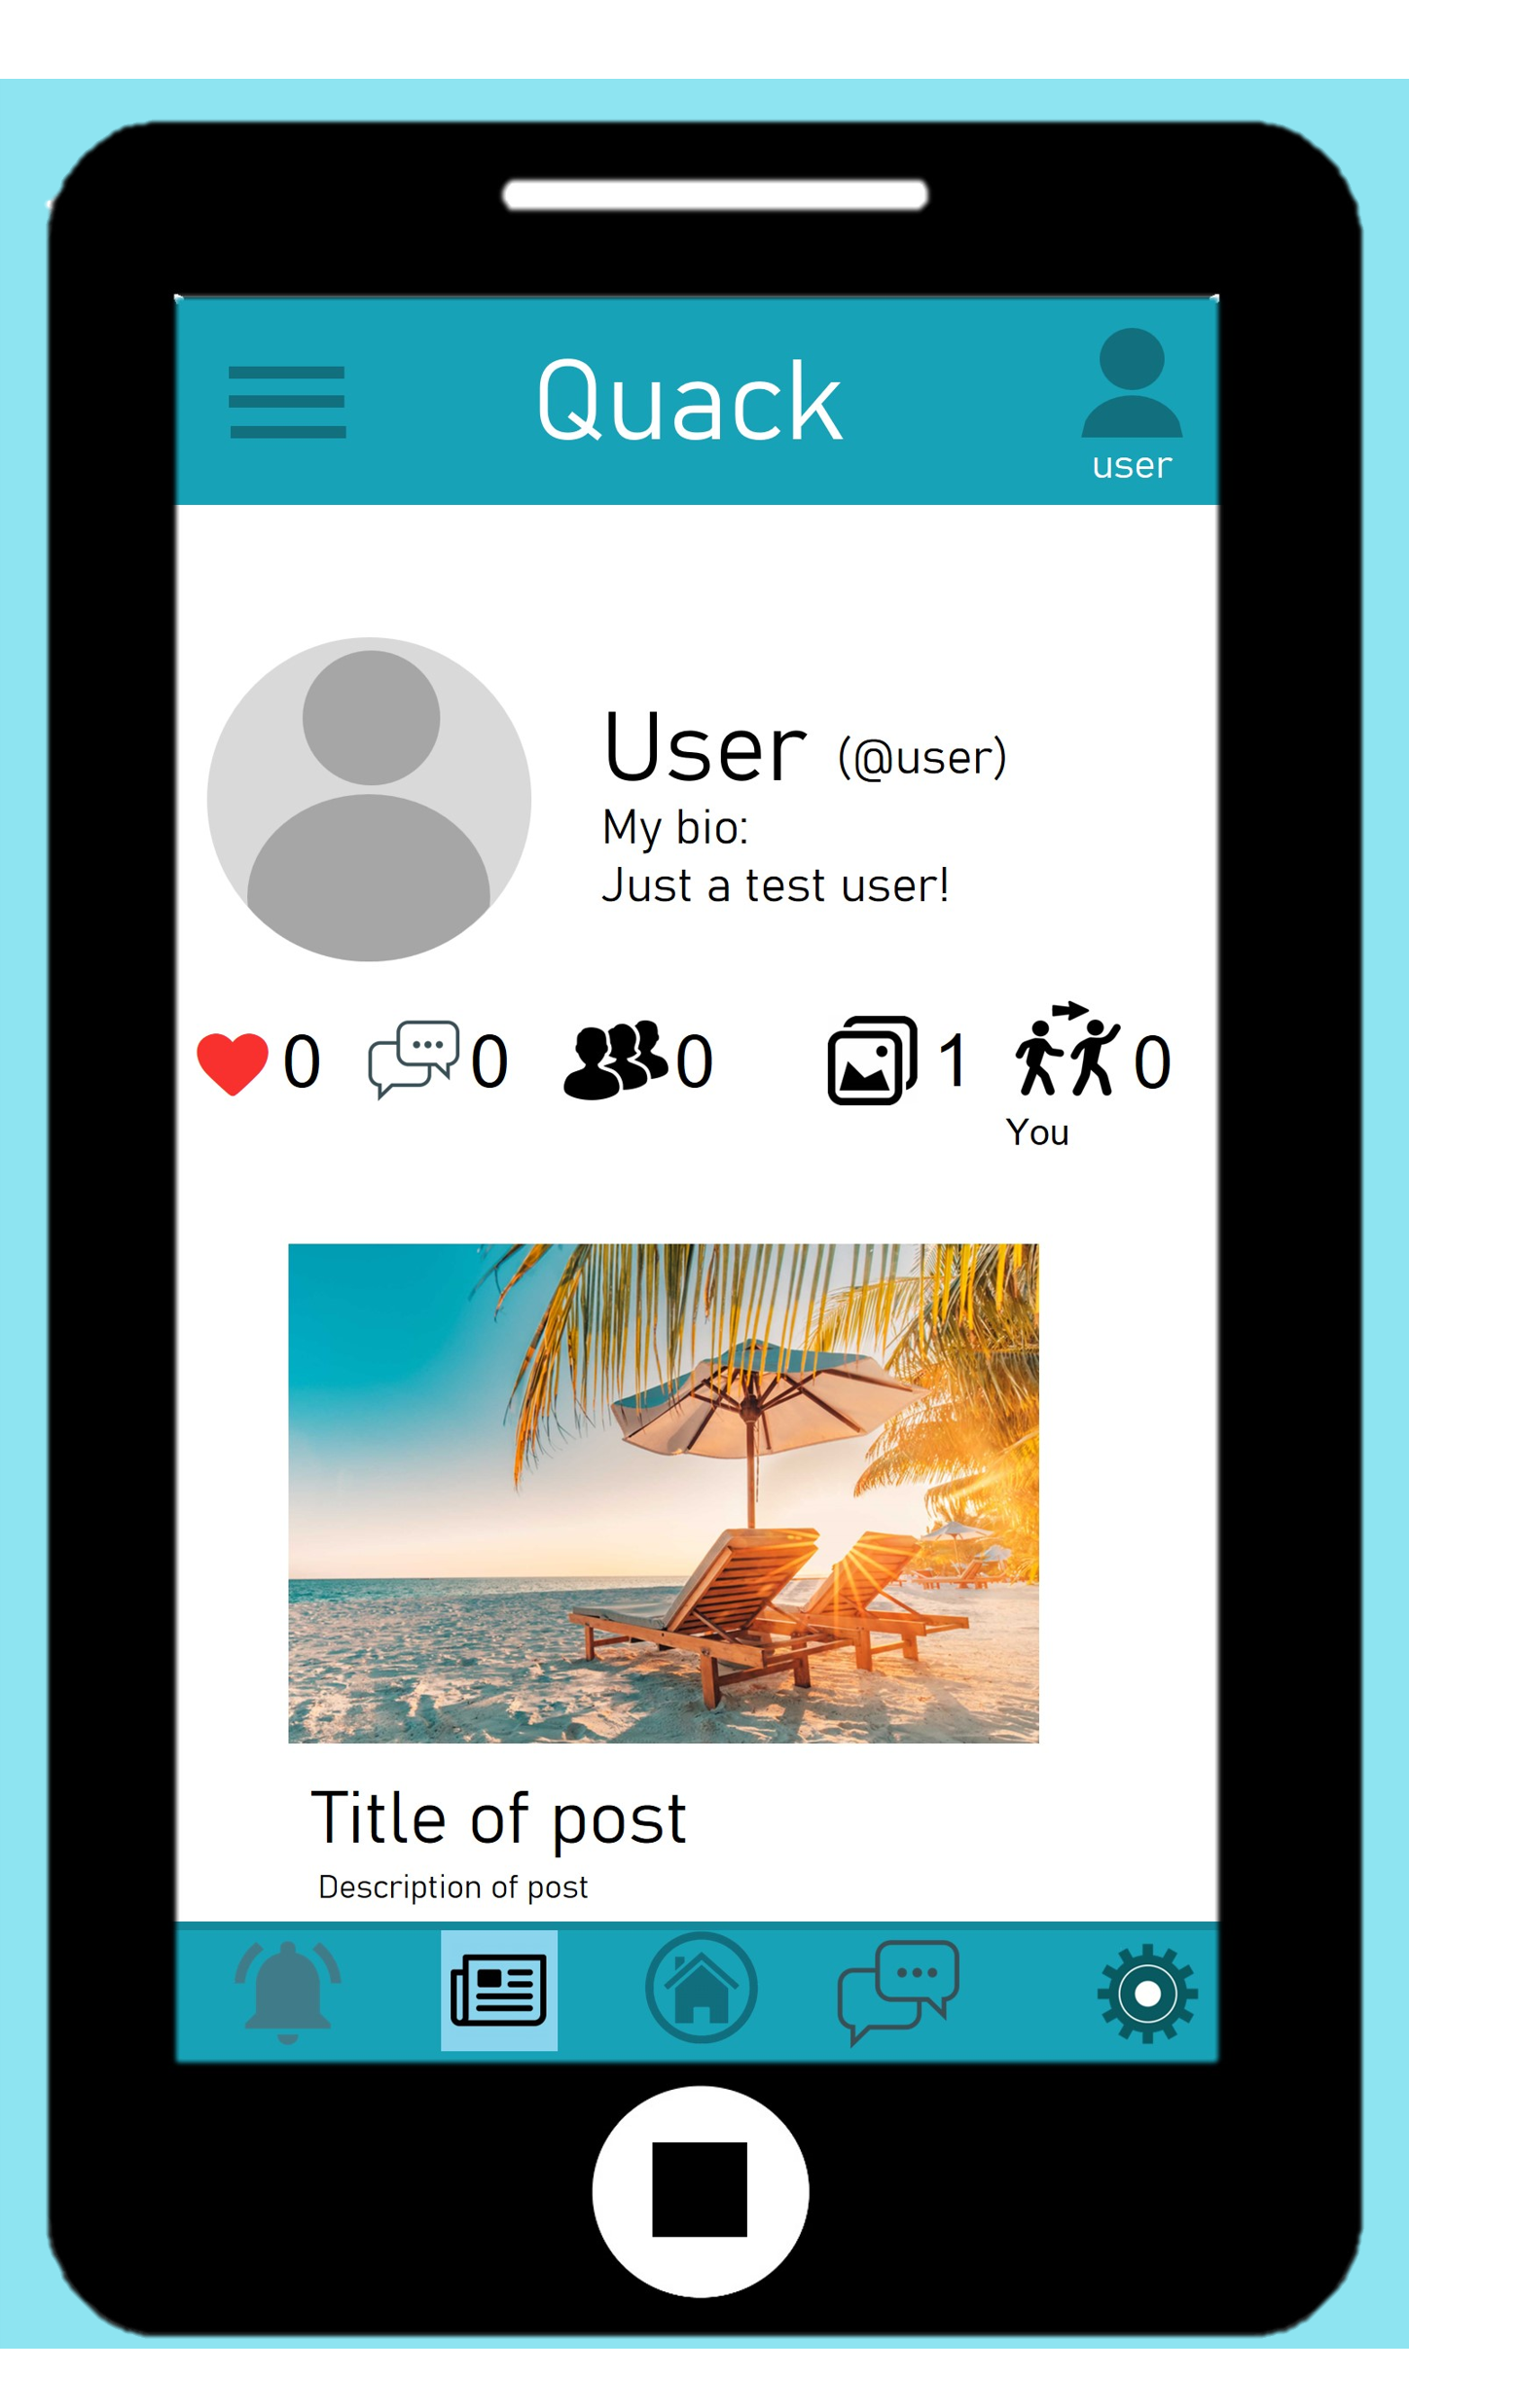 Quack
user
User (@user)
My bio:
Just a test user!
0 0 0 1 0
You
Title of post
Description of post